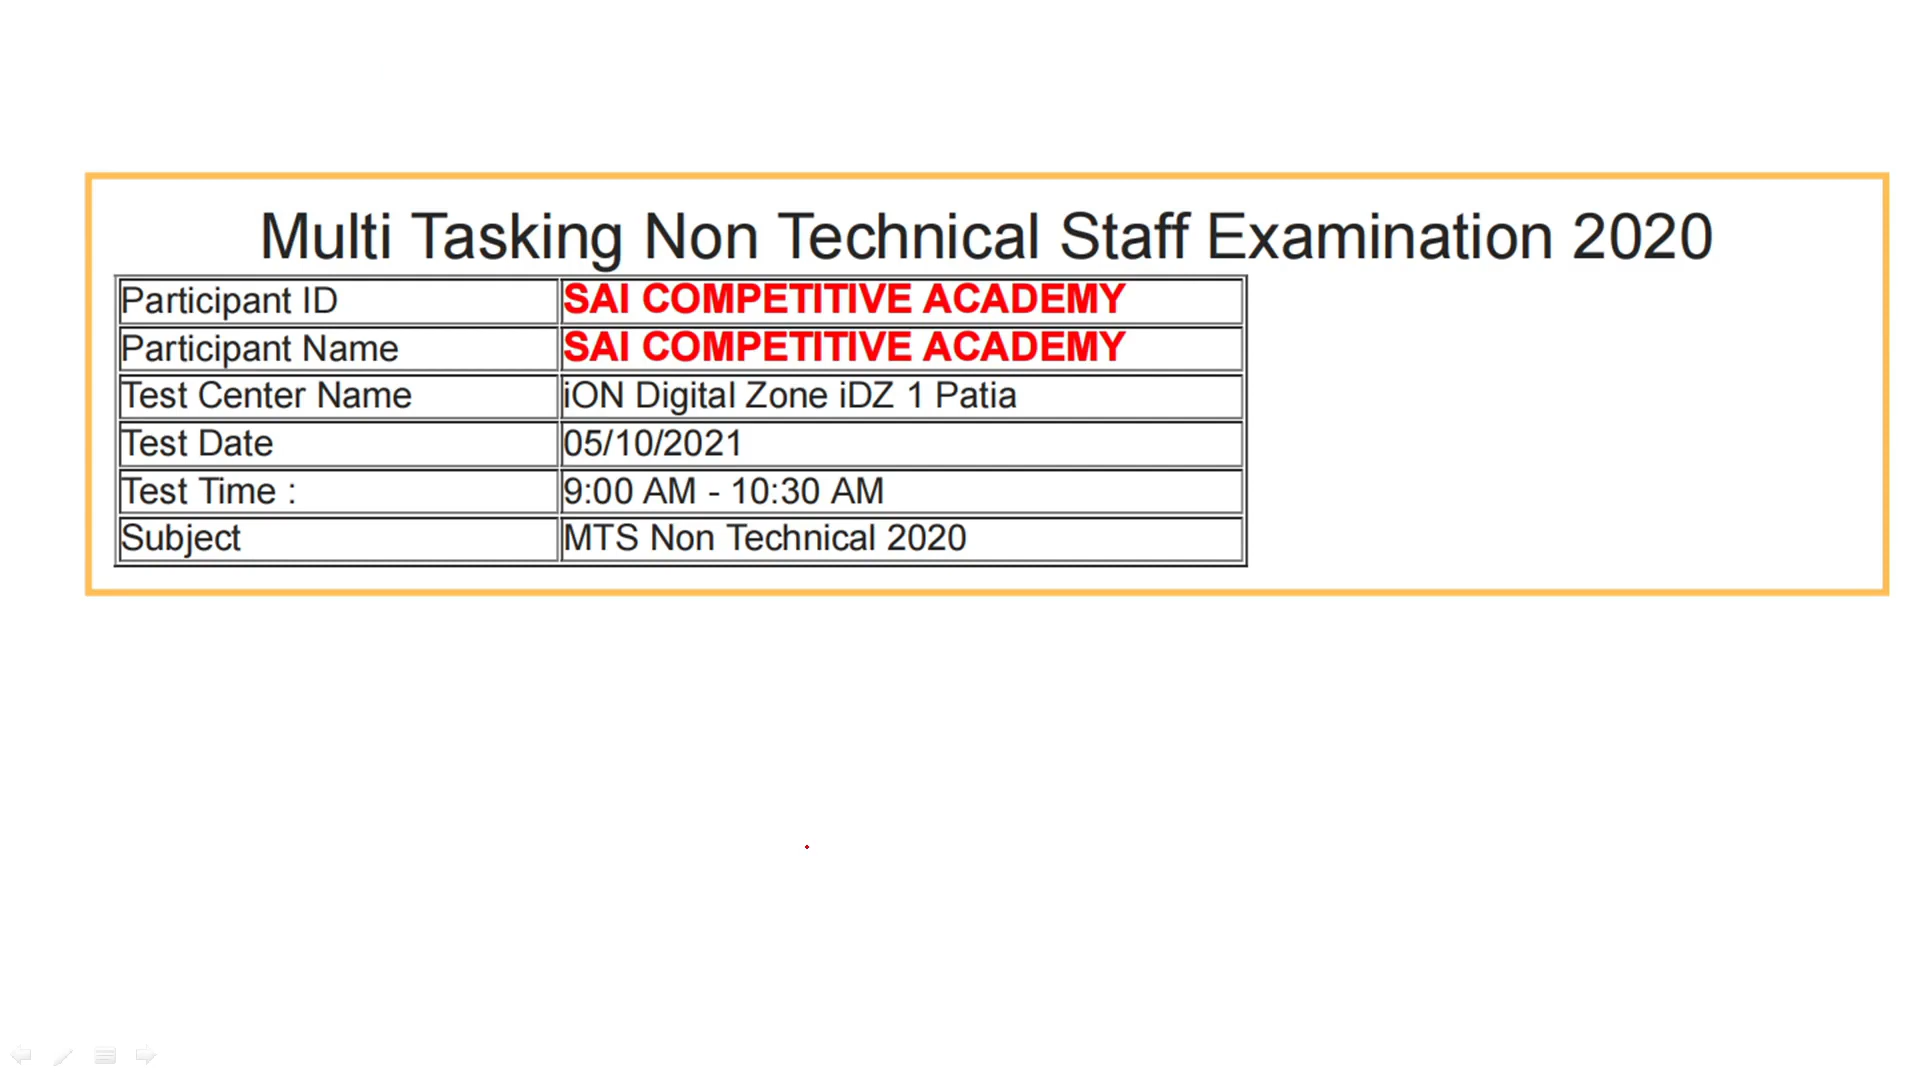 Multi Tasking Non Technical Staff Examination 2020
Participant ID SAI COMPETITIVE ACADEMY
Participant Name SAI COMPETITIVE ACADEMY
Test Center Name iON Digital Zone iDZ 1 Patia
Test Date 05/10/2021
Test Time : 9:00 AM - 10:30 AM
Subject MTS Non Technical 2020